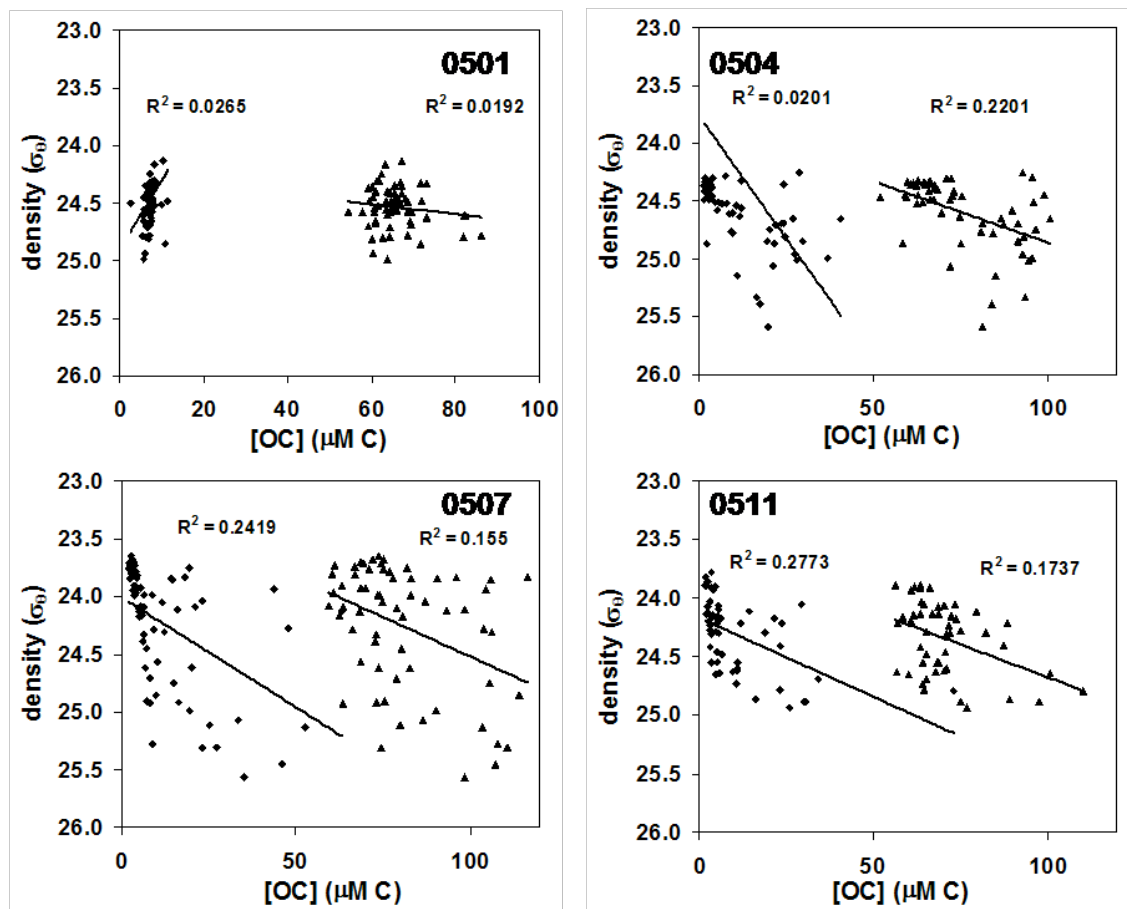 0501
R² = 0.0265
R² = 0.0192
density (σθ)
23.0
23.5
24.0
24.5
25.0
25.5
26.0
0 20 40 60 80 100
[OC] (μM C)
0504
R² = 0.0201
R² = 0.2201
density (σθ)
23.0
23.5
24.0
24.5
25.0
25.5
26.0
0 50 100
[OC] (μM C)
0507
R² = 0.2419
R² = 0.155
density (σθ)
23.0
23.5
24.0
24.5
25.0
25.5
26.0
0 50 100
[OC] (μM C)
0511
R² = 0.2773
R² = 0.1737
density (σθ)
23.0
23.5
24.0
24.5
25.0
25.5
26.0
0 50 100
[OC] (μM C)